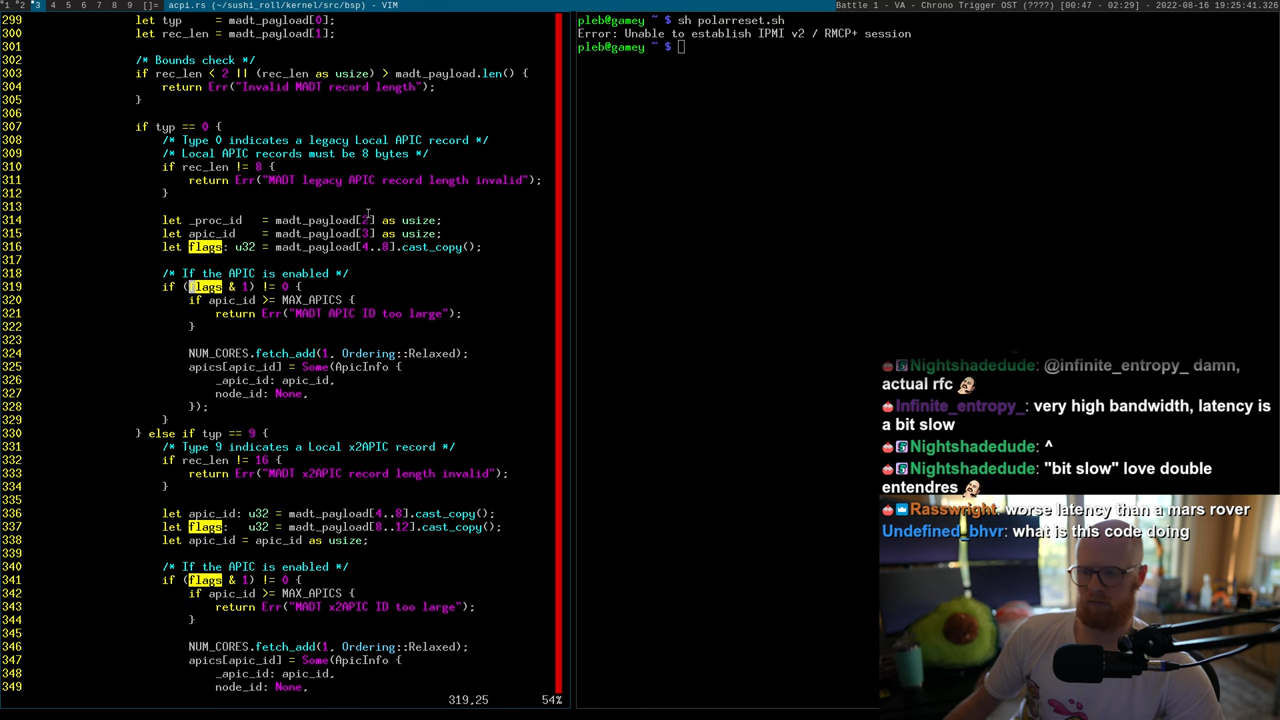 1 2 3 4 5 6 7 8 9 []= acpi.rs (~/sushi_roll/kernel/src/bsp) - VIM
Battle 1 - VA - Chrono Trigger OST (????) [00:47 - 02:29] - 2022-08-16 19:25:41.326
299 let typ = madt_payload[0];
300 let rec_len = madt_payload[1];
301
302 /* Bounds check */
303 if rec_len < 2 || (rec_len as usize) > madt_payload.len() {
304 return Err("Invalid MADT record length");
305 }
306
307 if typ == 0 {
308 /* Type 0 indicates a legacy Local APIC record */
309 /* Local APIC records must be 8 bytes */
310 if rec_len != 8 {
311 return Err("MADT legacy APIC record length invalid");
312 }
313
314 let _proc_id = madt_payload[2] as usize;
315 let apic_id = madt_payload[3] as usize;
316 let flags: u32 = madt_payload[4..8].cast_copy();
317
318 /* If the APIC is enabled */
319 if (flags & 1) != 0 {
320 if apic_id >= MAX_APICS {
321 return Err("MADT APIC ID too large");
322 }
323
324 NUM_CORES.fetch_add(1, Ordering::Relaxed);
325 apics[apic_id] = Some(ApicInfo {
326 _apic_id: apic_id,
327 node_id: None,
328 });
329 }
330 } else if typ == 9 {
331 /* Type 9 indicates a Local x2APIC record */
332 if rec_len != 16 {
333 return Err("MADT x2APIC record length invalid");
334 }
335
336 let apic_id: u32 = madt_payload[4..8].cast_copy();
337 let flags: u32 = madt_payload[8..12].cast_copy();
338 let apic_id = apic_id as usize;
339
340 /* If the APIC is enabled */
341 if (flags & 1) != 0 {
342 if apic_id >= MAX_APICS {
343 return Err("MADT x2APIC ID too large");
344 }
345
346 NUM_CORES.fetch_add(1, Ordering::Relaxed);
347 apics[apic_id] = Some(ApicInfo {
348 _apic_id: apic_id,
349 node_id: None,
319,25 54%
pleb@gamey ~ $ sh polarreset.sh
Error: Unable to establish IPMI v2 / RMCP+ session
pleb@gamey ~ $
Nightshadedude: @infinite_entropy_ damn,
actual rfc
Infinite_entropy_: very high bandwidth, latency is
a bit slow
Nightshadedude: ^
Nightshadedude: "bit slow" love double
entendres
Rasswright: worse latency than a mars rover
Undefined_bhvr: what is this code doing